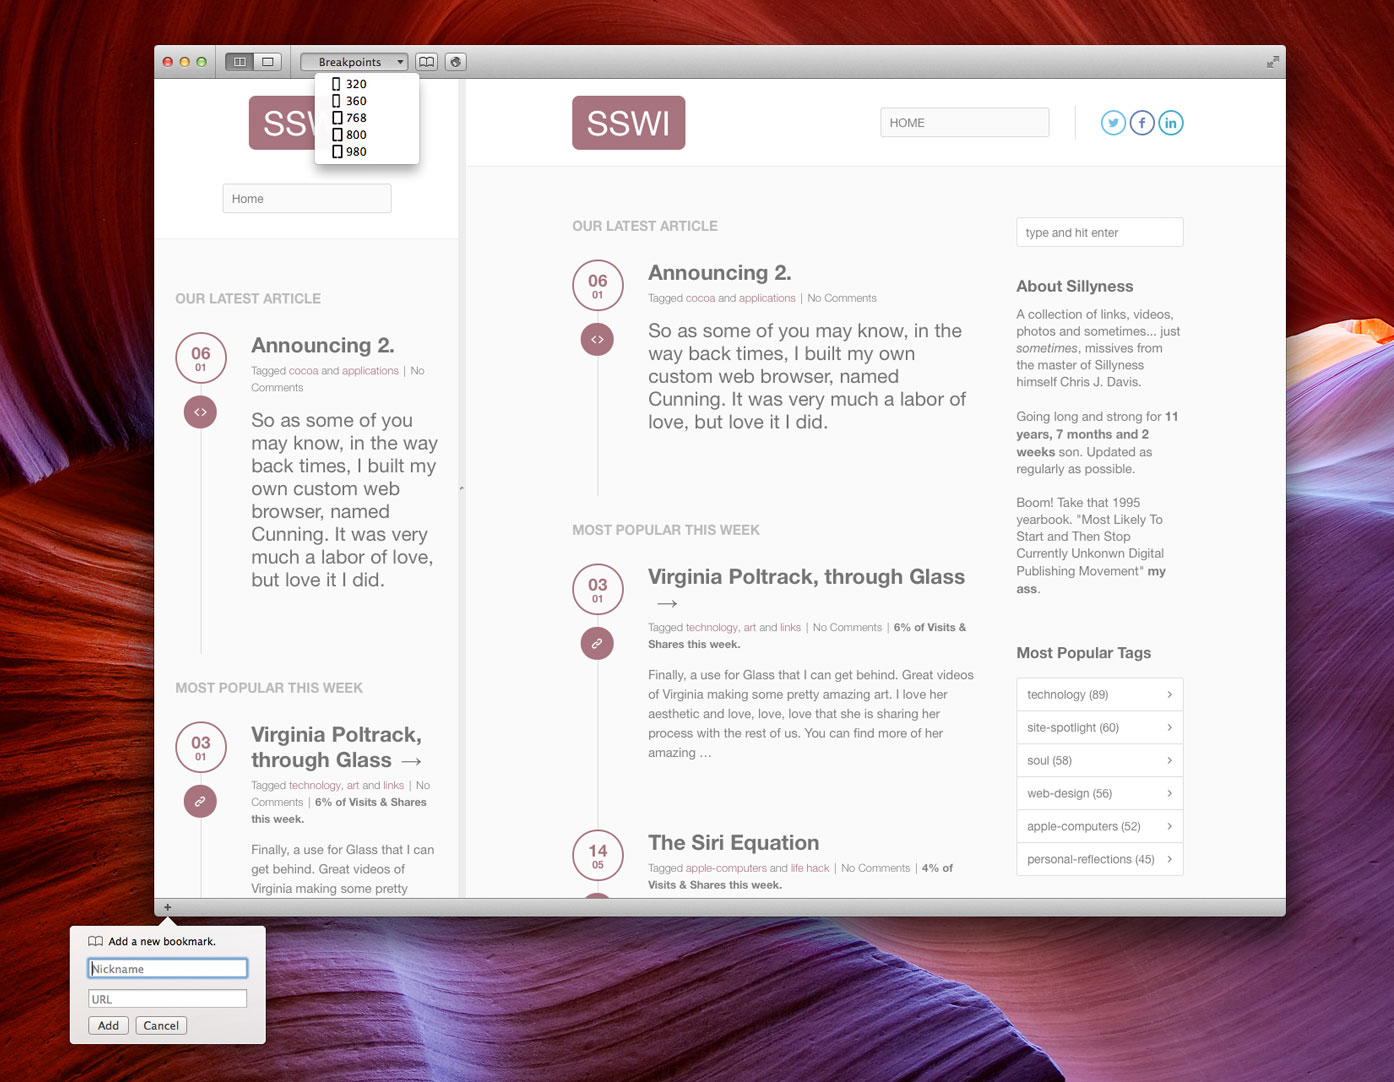 Breakpoints
320
360
768
800
980
SSWI
Home
OUR LATEST ARTICLE
06
01
Announcing 2.
Tagged cocoa and applications | No
Comments
So as some of you
may know, in the way
back times, I built my
own custom web
browser, named
Cunning. It was very
much a labor of love,
but love it I did.
MOST POPULAR THIS WEEK
03
01
Virginia Poltrack,
through Glass →
Tagged technology, art and links | No
Comments | 6% of Visits & Shares
this week.
Finally, a use for Glass that I can
get behind. Great videos of
Virginia making some pretty
SSWI
HOME
OUR LATEST ARTICLE
06
01
Announcing 2.
Tagged cocoa and applications | No Comments
So as some of you may know, in the
way back times, I built my own
custom web browser, named
Cunning. It was very much a labor of
love, but love it I did.
MOST POPULAR THIS WEEK
03
01
Virginia Poltrack, through Glass
→
Tagged technology, art and links | No Comments | 6% of Visits &
Shares this week.
Finally, a use for Glass that I can get behind. Great videos
of Virginia making some pretty amazing art. I love her
aesthetic and love, love, love that she is sharing her
process with the rest of us. You can find more of her
amazing …
14
05
The Siri Equation
Tagged apple-computers and life hack | No Comments | 4% of
Visits & Shares this week.
type and hit enter
About Sillyness
A collection of links, videos,
photos and sometimes... just
sometimes, missives from
the master of Sillyness
himself Chris J. Davis.
Going long and strong for 11
years, 7 months and 2
weeks son. Updated as
regularly as possible.
Boom! Take that 1995
yearbook. "Most Likely To
Start and Then Stop
Currently Unkonwn Digital
Publishing Movement" my
ass.
Most Popular Tags
technology (89)
site-spotlight (60)
soul (58)
web-design (56)
apple-computers (52)
personal-reflections (45)
Add a new bookmark.
Nickname
URL
Add
Cancel